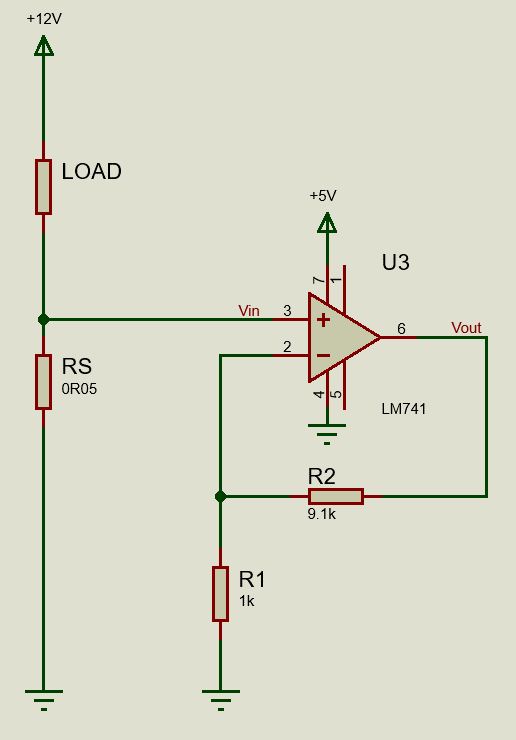 +12V
LOAD
+5V
U3
7
1
Vin
3
6
Vout
2
RS
0R05
4
5
LM741
R2
9.1k
R1
1k